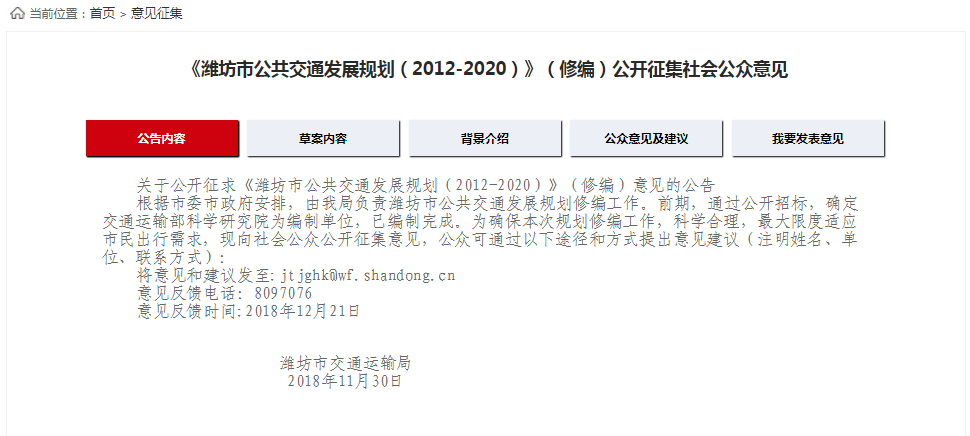 当前位置：首页 > 意见征集
《潍坊市公共交通发展规划（2012-2020）》（修编）公开征集社会公众意见
公告内容 草案内容 背景介绍 公众意见及建议 我要发表意见
关于公开征求《潍坊市公共交通发展规划（2012-2020）》（修编）意见的公告
根据市委市政府安排，由我局负责潍坊市公共交通发展规划修编工作。前期，通过公开招标，确定
交通运输部科学研究院为编制单位，已编制完成。为确保本次规划修编工作，科学合理，最大限度适应
市民出行需求，现向社会公众公开征集意见，公众可通过以下途径和方式提出意见建议（注明姓名、单
位、联系方式）：
将意见和建议发至：jtjghk@wf.shandong.cn
意见反馈电话： 8097076
意见反馈时间：2018年12月21日
潍坊市交通运输局
2018年11月30日